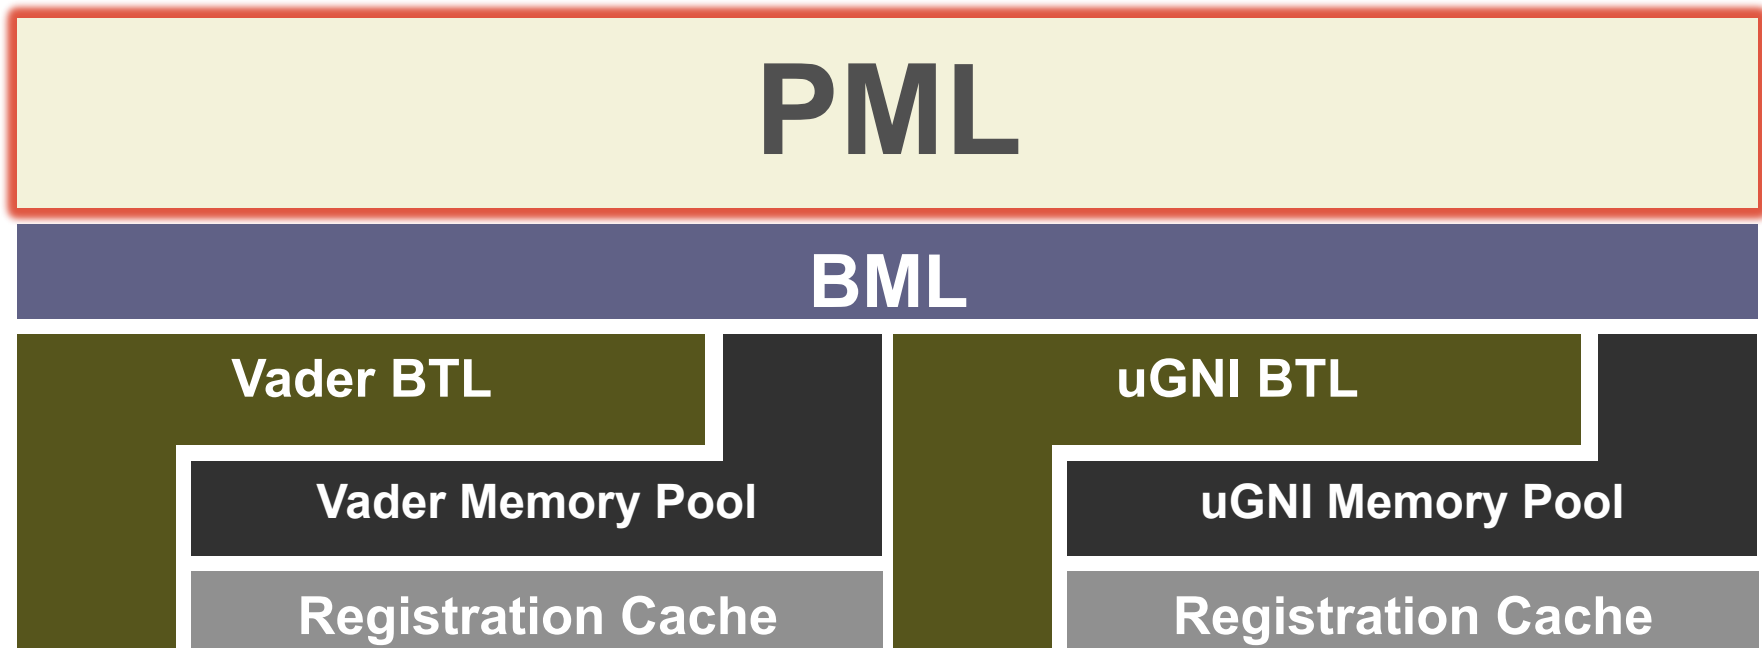 PML
BML
Vader BTL
uGNI BTL
Vader Memory Pool
uGNI Memory Pool
Registration Cache
Registration Cache